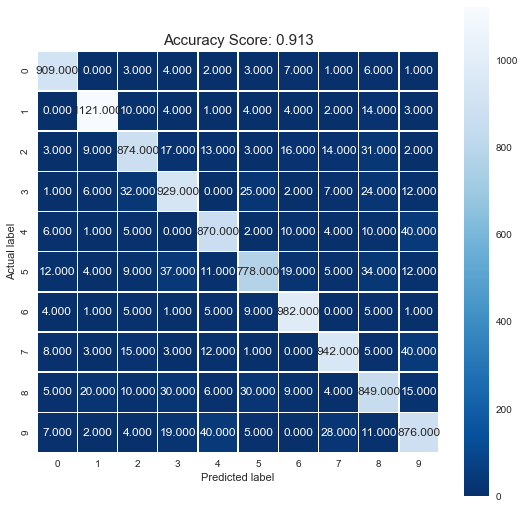 Accuracy Score: 0.913
0 909.000 0.000 3.000 4.000 2.000 3.000 7.000 1.000 6.000 1.000
1 0.000 1121.000 10.000 4.000 1.000 4.000 4.000 2.000 14.000 3.000
2 3.000 9.000 874.000 17.000 13.000 3.000 16.000 14.000 31.000 2.000
3 1.000 6.000 32.000 929.000 0.000 25.000 2.000 7.000 24.000 12.000
4 6.000 1.000 5.000 0.000 870.000 2.000 10.000 4.000 10.000 40.000
5 12.000 4.000 9.000 37.000 11.000 778.000 19.000 5.000 34.000 12.000
6 4.000 1.000 5.000 1.000 5.000 9.000 982.000 0.000 5.000 1.000
7 8.000 3.000 15.000 3.000 12.000 1.000 0.000 942.000 5.000 40.000
8 5.000 20.000 10.000 30.000 6.000 30.000 9.000 4.000 849.000 15.000
9 7.000 2.000 4.000 19.000 40.000 5.000 0.000 28.000 11.000 876.000
0 1 2 3 4 5 6 7 8 9
Predicted label
Actual label
1000
800
600
400
200
0